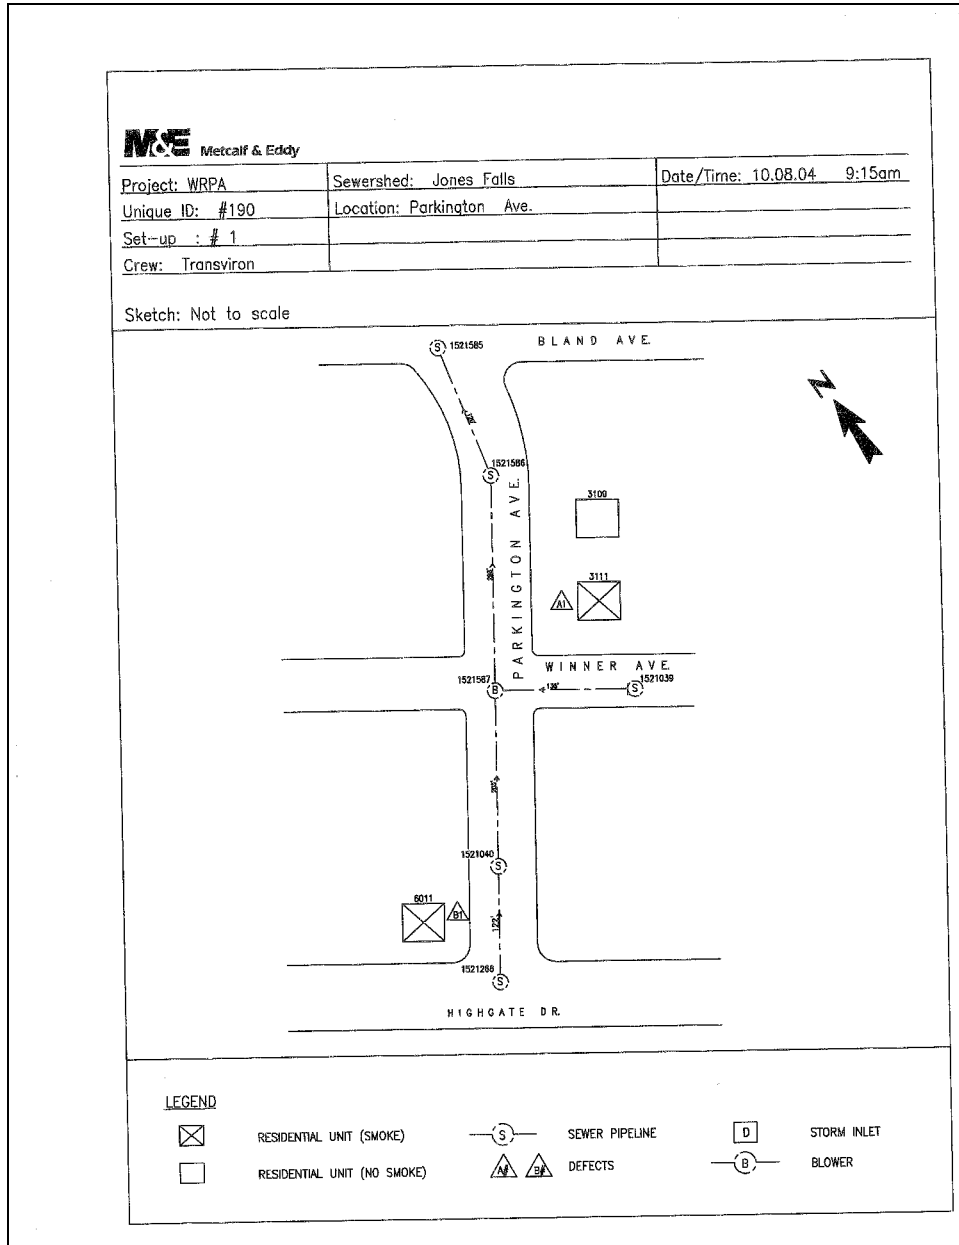 M&E Metcalf & Eddy
Project: WRPA Sewershed: Jones Falls Date/Time: 10.08.04 9:15am
Unique ID: #190 Location: Parkington Ave.
Set-up : # 1
Crew: Transviron
Sketch: Not to scale
1521585
BLAND AVE.
N
1521586
S
S
PARKINGTON AVE.
3109
3111
A1
WINNER AVE.
1521587
B
S
1521039
1521040
S
6011
B1
122'
1521268
S
HIGHGATE DR.
LEGEND
RESIDENTIAL UNIT (SMOKE) S SEWER PIPELINE D STORM INLET
RESIDENTIAL UNIT (NO SMOKE) A# B# DEFECTS B BLOWER